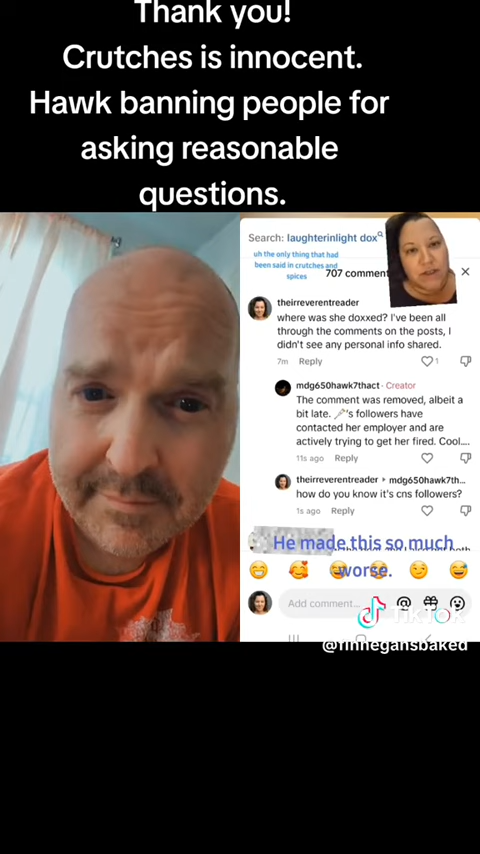 Thank you!
Crutches is innocent.
Hawk banning people for
asking reasonable
questions.
Search: laughterinlight dox
uh the only thing that had
been said in crutches and
spices
707 comment
theirreverentreader
where was she doxxed? I've been all
through the comments on the posts, I
didn't see any personal info shared.
7m Reply 1
mdg650hawk7thact · Creator
The comment was removed, albeit a
bit late. 's followers have
contacted her employer and are
actively trying to get her fired. Cool....
11s ago Reply
theirreverentreader ▸ mdg650hawk7th...
how do you know it's cns followers?
1s ago Reply
He made this so much
worse.
Add comment...
TikTok
@finnegansbaked